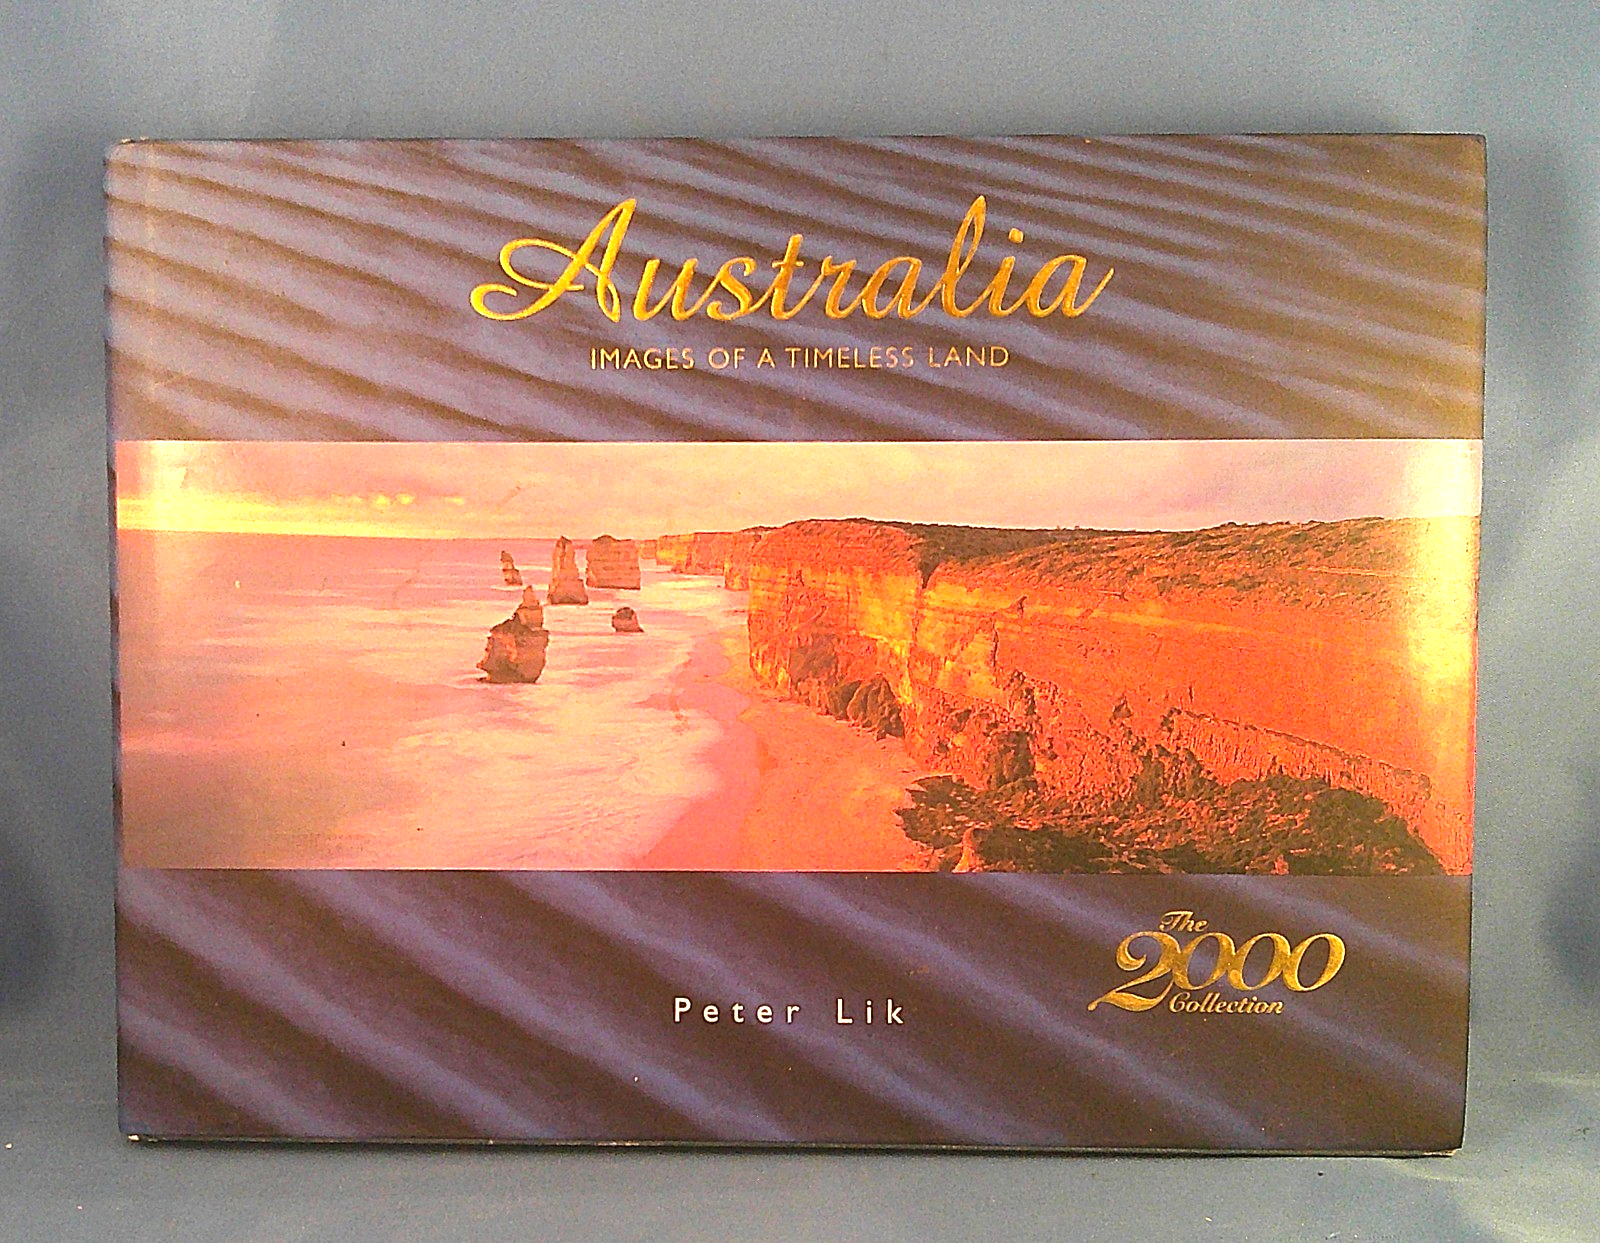 Australia
IMAGES OF A TIMELESS LAND
The
2000
Collection
Peter Lik